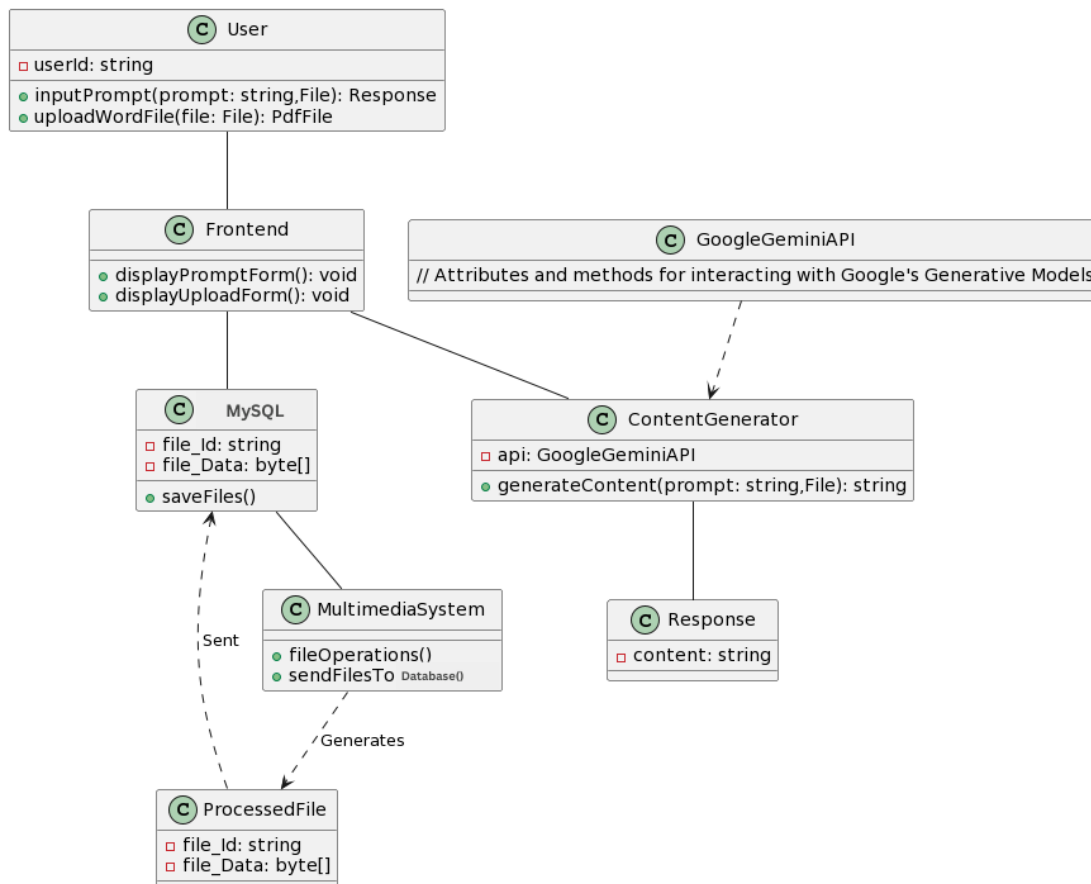 C User
userId: string
inputPrompt(prompt: string,File): Response
uploadWordFile(file: File): PdfFile
C Frontend
displayPromptForm(): void
displayUploadForm(): void
C GoogleGeminiAPI
// Attributes and methods for interacting with Google's Generative Models
C MySQL
file_Id: string
file_Data: byte[]
saveFiles()
C ContentGenerator
api: GoogleGeminiAPI
generateContent(prompt: string,File): string
C MultimediaSystem
fileOperations()
sendFilesTo Database()
C Response
content: string
Sent
Generates
C ProcessedFile
file_Id: string
file_Data: byte[]